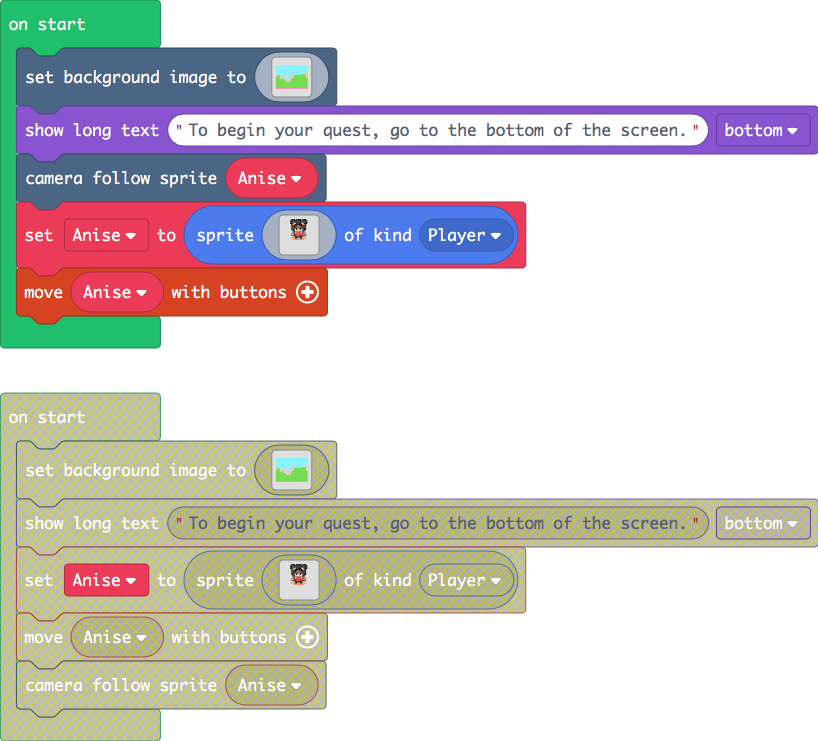 on start
set background image to
show long text "To begin your quest, go to the bottom of the screen." bottom
camera follow sprite Anise
set Anise to sprite of kind Player
move Anise with buttons
on start
set background image to
show long text "To begin your quest, go to the bottom of the screen." bottom
set Anise to sprite of kind Player
move Anise with buttons
camera follow sprite Anise